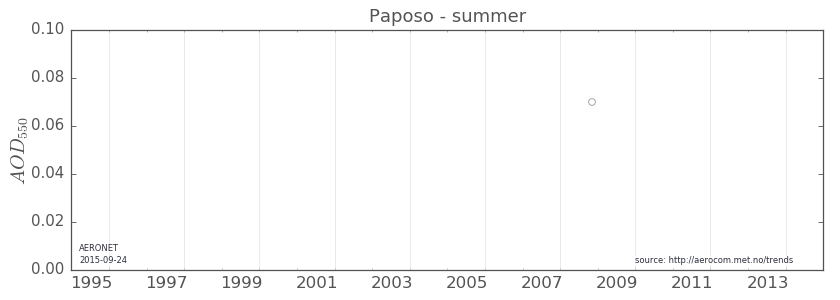 Paposo - summer
0.10
0.08
0.06
0.04
0.02
0.00
AOD550
AERONET
2015-09-24
source: http://aerocom.met.no/trends
1995 1997 1999 2001 2003 2005 2007 2009 2011 2013